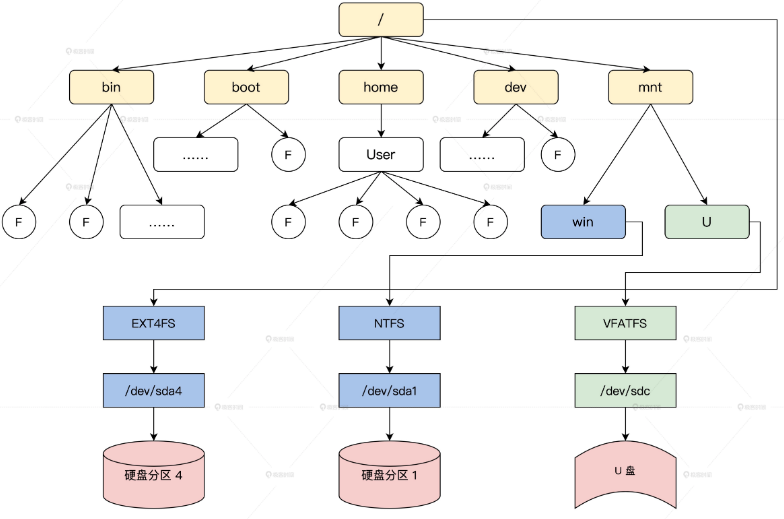 /
bin
boot
home
dev
mnt
......
F
User
......
F
F
F
......
F
F
F
F
win
U
EXT4FS
NTFS
VFATFS
/dev/sda4
/dev/sda1
/dev/sdc
硬盘分区 4
硬盘分区 1
U 盘